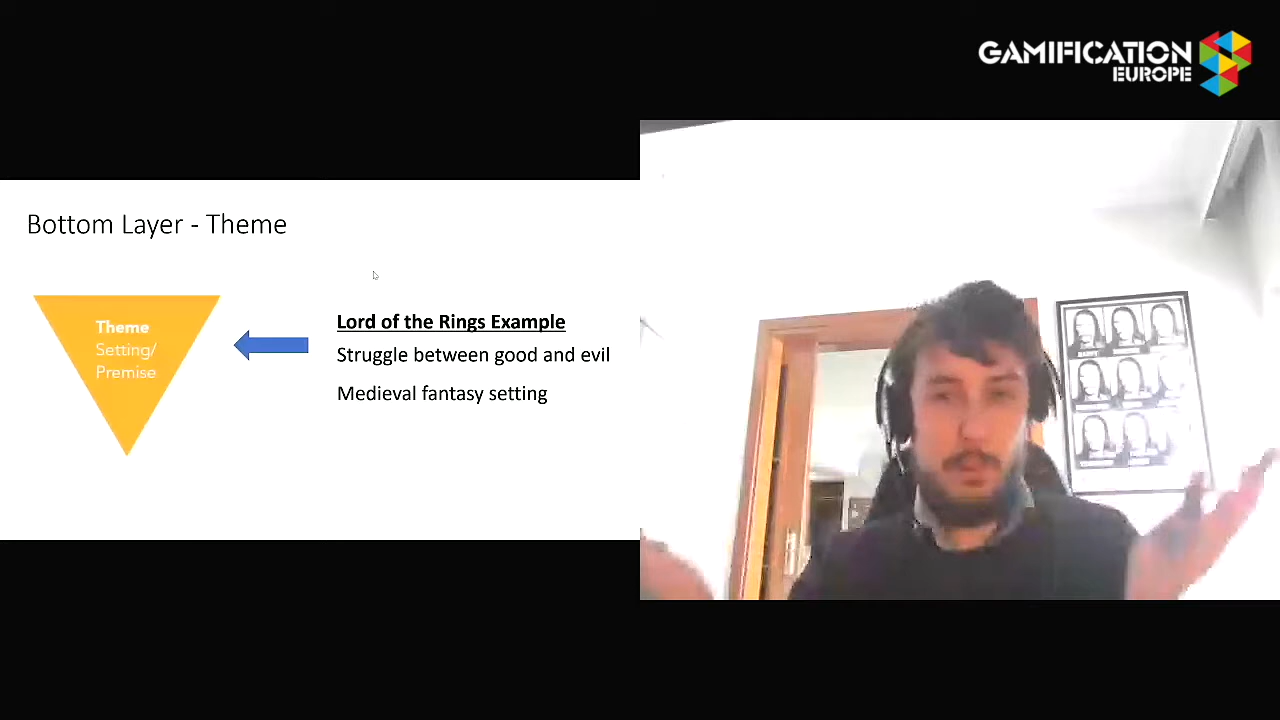 GAMIFICATION
EUROPE
Bottom Layer - Theme
Theme
Setting/
Premise
Lord of the Rings Example
Struggle between good and evil
Medieval fantasy setting